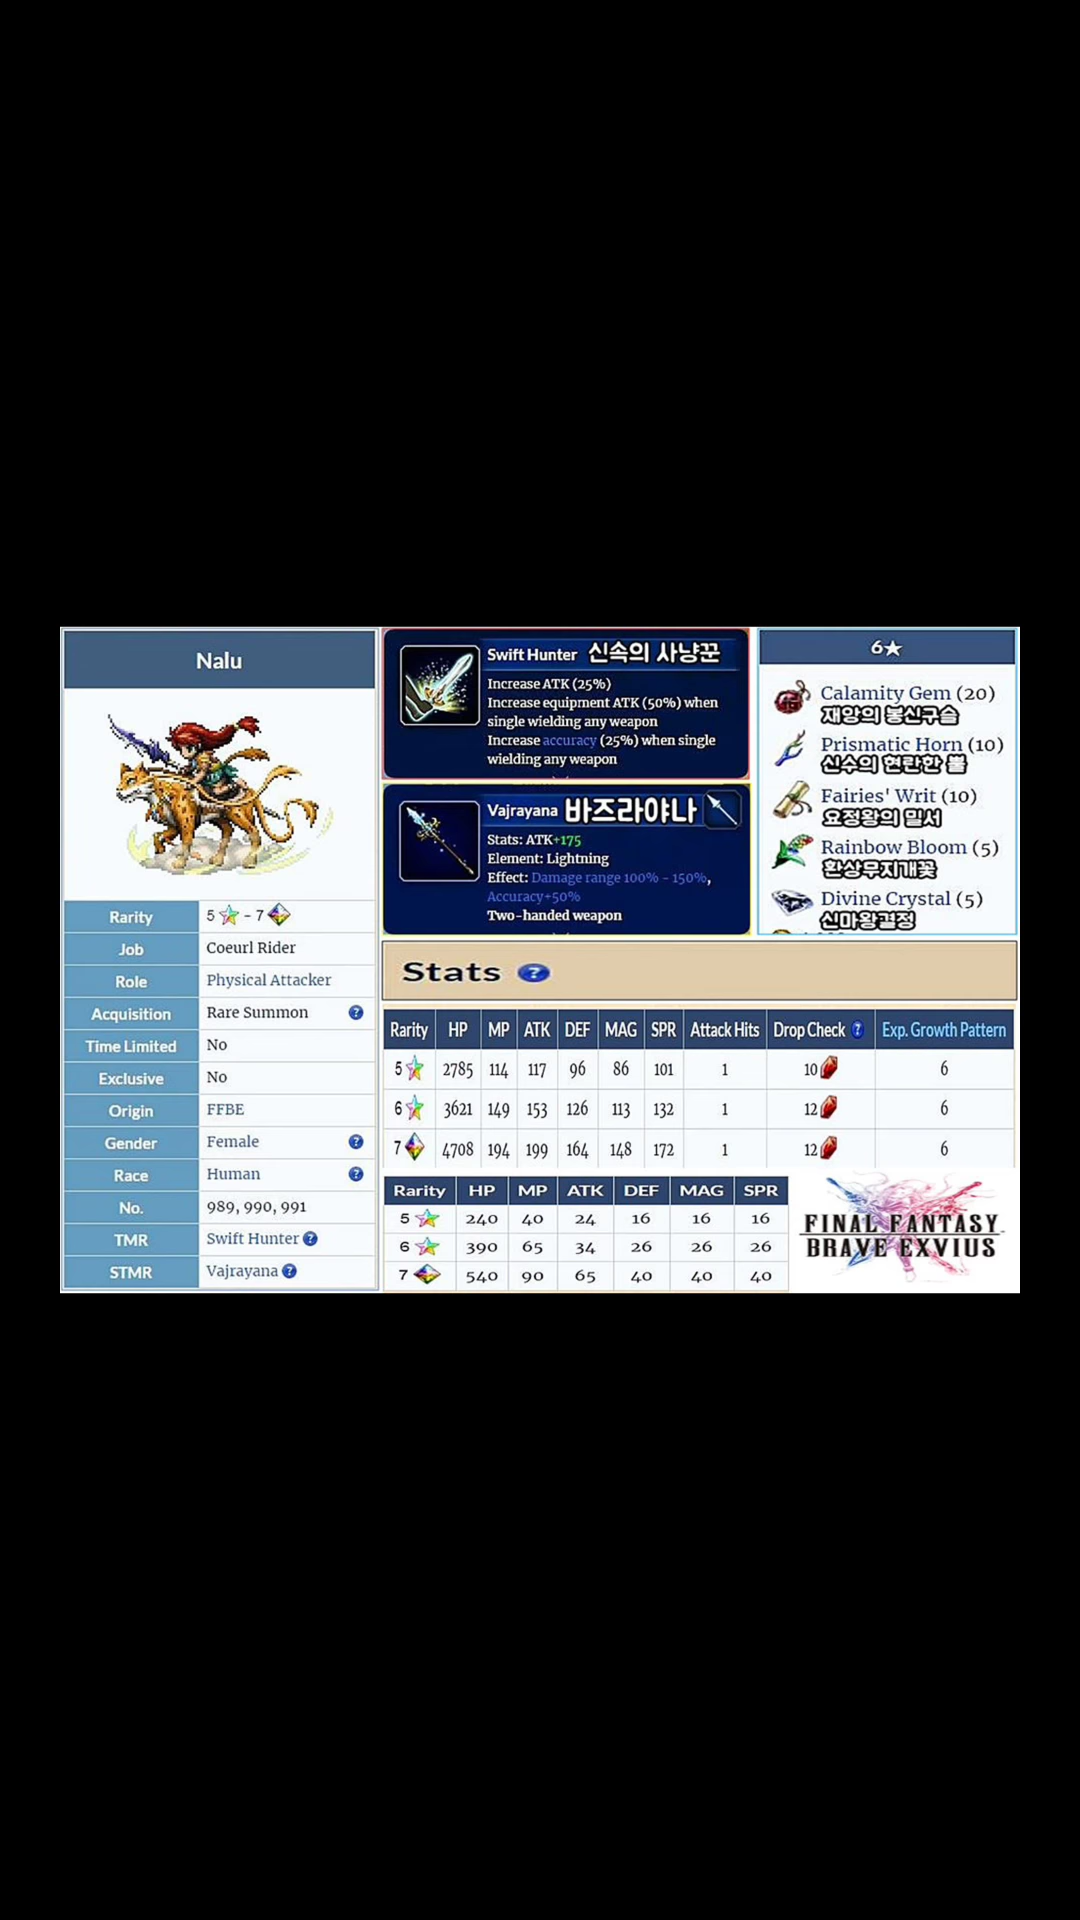 Nalu
Rarity 5 - 7
Job Coeurl Rider
Role Physical Attacker
Acquisition Rare Summon ?
Time Limited No
Exclusive No
Origin FFBE
Gender Female ?
Race Human ?
No. 989, 990, 991
TMR Swift Hunter ?
STMR Vajrayana ?
Swift Hunter 신속의 사냥꾼
Increase ATK (25%)
Increase equipment ATK (50%) when
single wielding any weapon
Increase accuracy (25%) when single
wielding any weapon
Vajrayana 바즈라야나
Stats: ATK+175
Element: Lightning
Effect: Damage range 100% - 150%,
Accuracy+50%
Two-handed weapon
6★
Calamity Gem (20)
재앙의 봉신구슬
Prismatic Horn (10)
신수의 현란한 뿔
Fairies' Writ (10)
요정왕의 밀서
Rainbow Bloom (5)
환상무지개꽃
Divine Crystal (5)
신마왕결정
Stats ?
Rarity HP MP ATK DEF MAG SPR Attack Hits Drop Check ? Exp. Growth Pattern
5 2785 114 117 96 86 101 1 10 6
6 3621 149 153 126 113 132 1 12 6
7 4708 194 199 164 148 172 1 12 6
Rarity HP MP ATK DEF MAG SPR
5 240 40 24 16 16 16
6 390 65 34 26 26 26
7 540 90 65 40 40 40
FINAL FANTASY
BRAVE EXVIUS